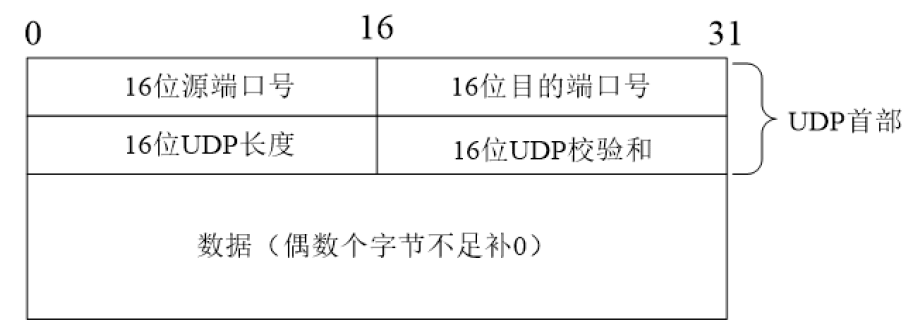 0 16 31
16位源端口号 16位目的端口号
UDP首部
16位UDP长度 16位UDP校验和
数据（偶数个字节不足补0）